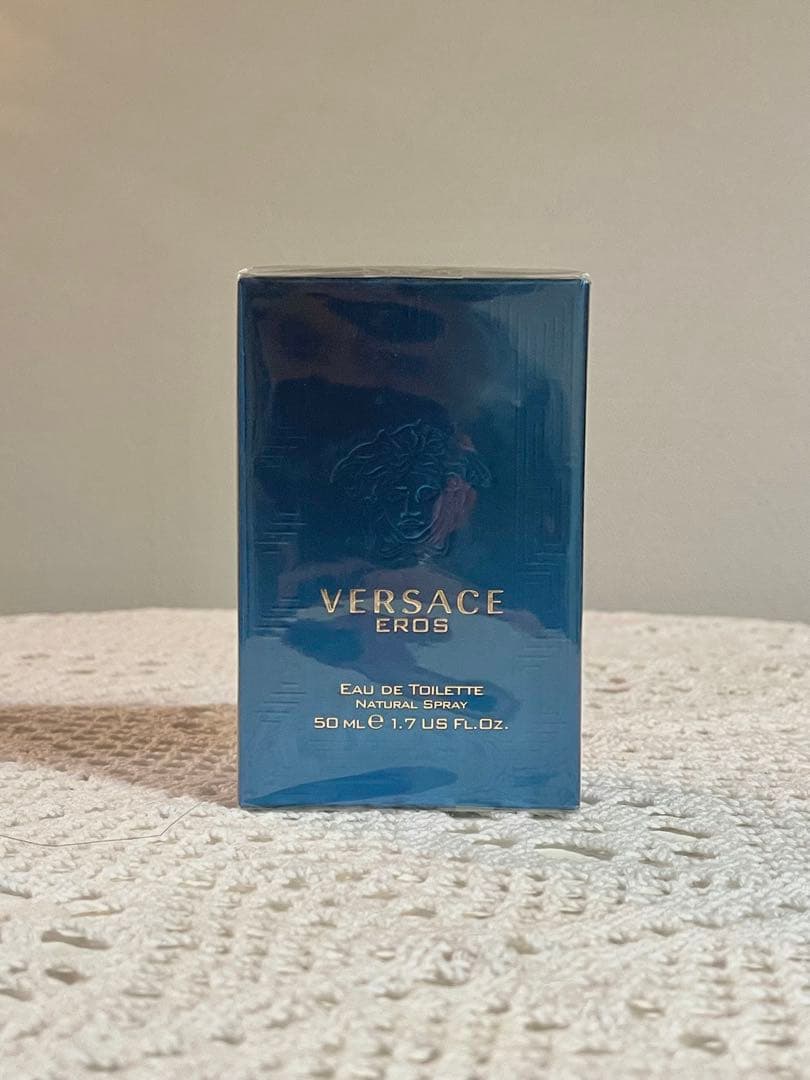 VERSACE
EROS
EAU DE TOILETTE
NATURAL SPRAY
50 ML ℮ 1.7 US FL.OZ.